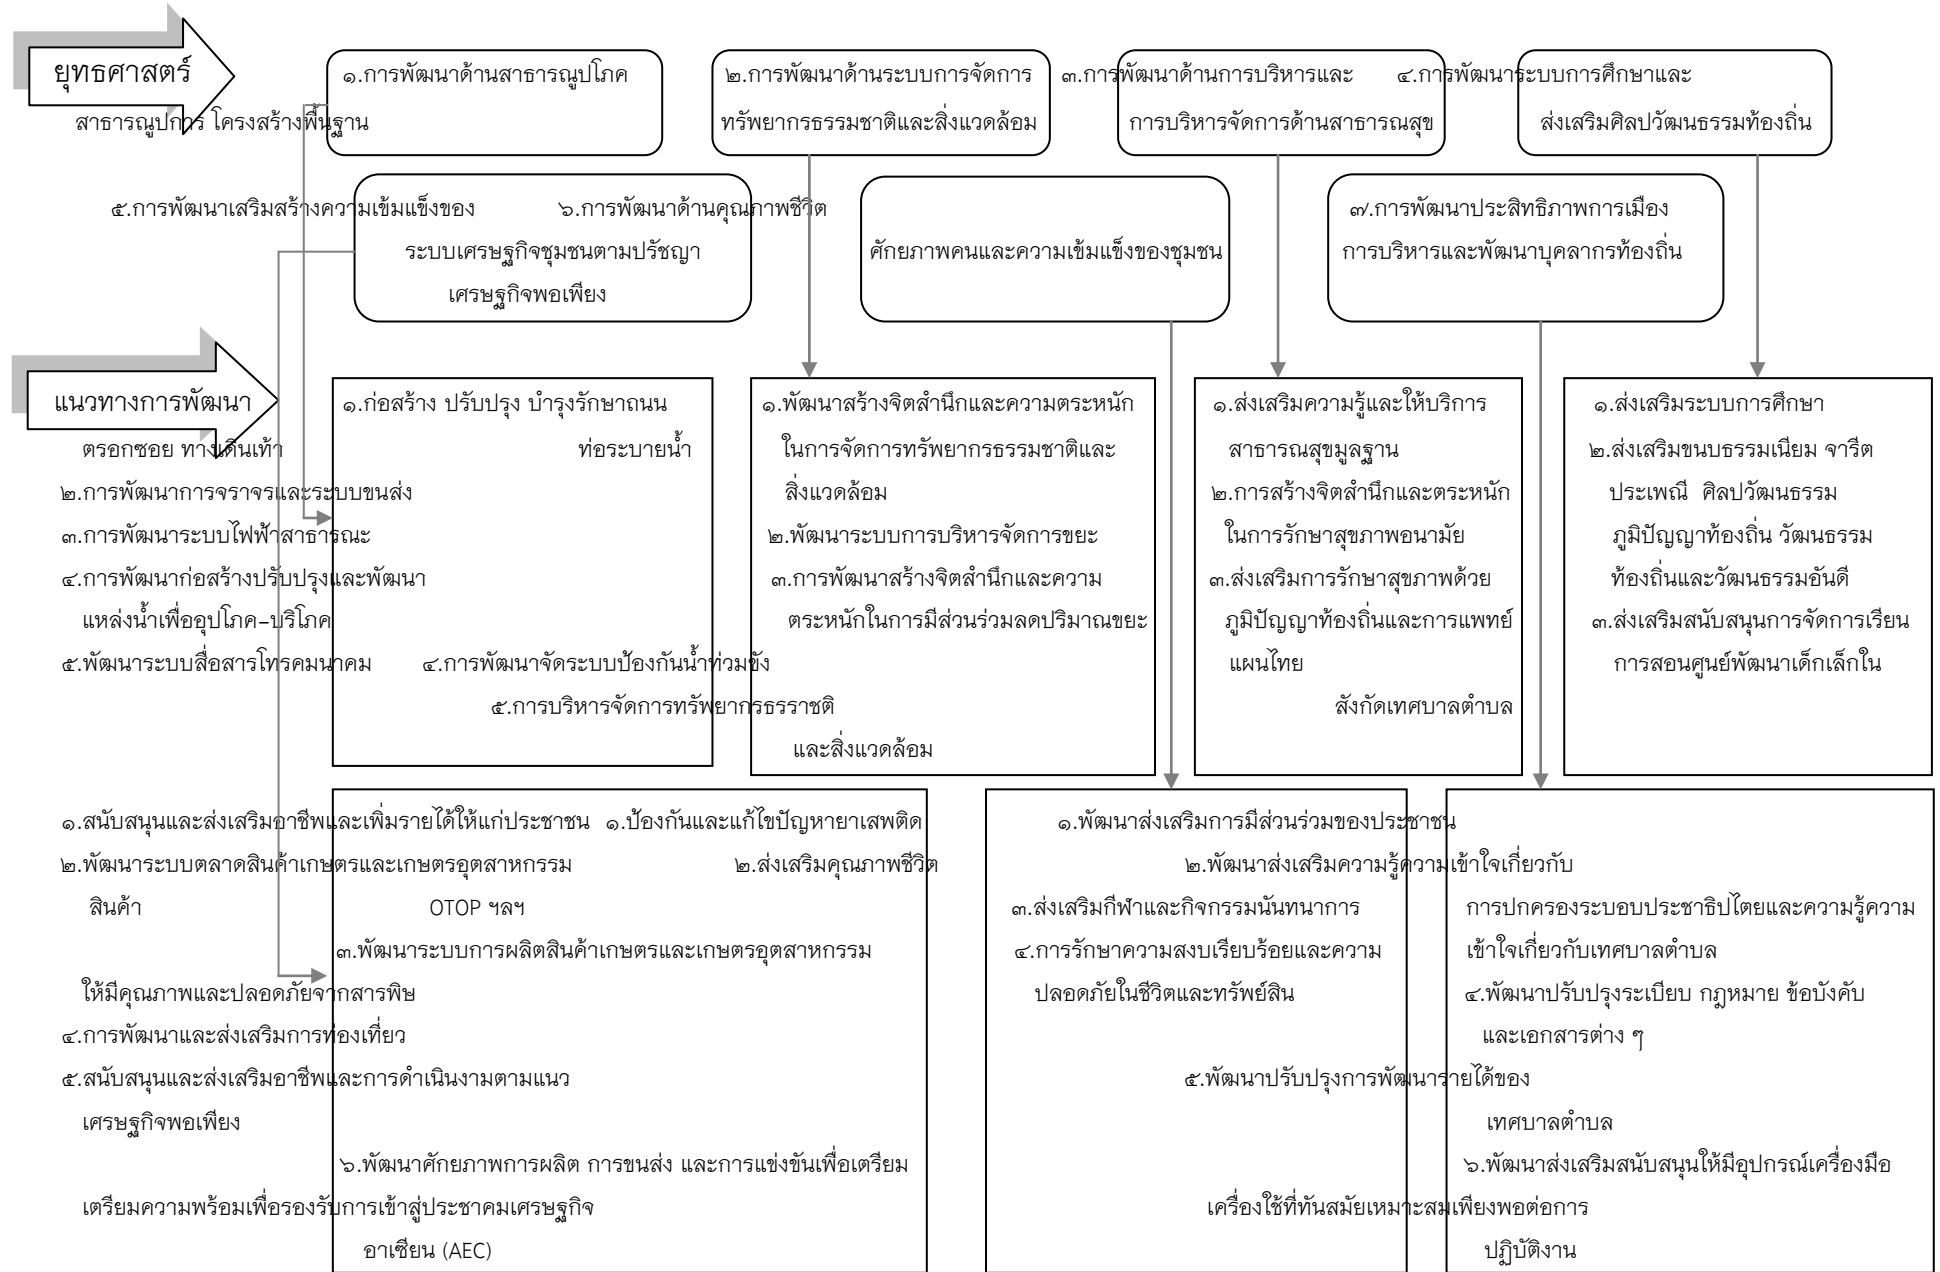 ยุทธศาสตร์
๑.การพัฒนาด้านสาธารณูปโภค
สาธารณูปการ โครงสร้างพื้นฐาน
๒.การพัฒนาด้านระบบการจัดการ
ทรัพยากรธรรมชาติและสิ่งแวดล้อม
๓.การพัฒนาด้านการบริหารและ
การบริหารจัดการด้านสาธารณสุข
๔.การพัฒนาระบบการศึกษาและ
ส่งเสริมศิลปวัฒนธรรมท้องถิ่น
๕.การพัฒนาเสริมสร้างความเข้มแข็งของ
ระบบเศรษฐกิจชุมชนตามปรัชญา
เศรษฐกิจพอเพียง
๖.การพัฒนาด้านคุณภาพชีวิต
ศักยภาพคนและความเข้มแข็งของชุมชน
๗.การพัฒนาประสิทธิภาพการเมือง
การบริหารและพัฒนาบุคลากรท้องถิ่น
แนวทางการพัฒนา
๑.ก่อสร้าง ปรับปรุง บำรุงรักษาถนน
ตรอกซอย ทางเดินเท้า ท่อระบายน้ำ
๒.การพัฒนาการจราจรและระบบขนส่ง
๓.การพัฒนาระบบไฟฟ้าสาธารณะ
๔.การพัฒนาก่อสร้างปรับปรุงและพัฒนา
แหล่งน้ำเพื่ออุปโภค-บริโภค
๕.พัฒนาระบบสื่อสารโทรคมนาคม
๑.พัฒนาสร้างจิตสำนึกและความตระหนัก
ในการจัดการทรัพยากรธรรมชาติและ
สิ่งแวดล้อม
๒.พัฒนาระบบการบริหารจัดการขยะ
๓.การพัฒนาสร้างจิตสำนึกและความ
ตระหนักในการมีส่วนร่วมลดปริมาณขยะ
๔.การพัฒนาจัดระบบป้องกันน้ำท่วมขัง
๕.การบริหารจัดการทรัพยากรธรราชติ
และสิ่งแวดล้อม
๑.ส่งเสริมความรู้และให้บริการ
สาธารณสุขมูลฐาน
๒.การสร้างจิตสำนึกและตระหนัก
ในการรักษาสุขภาพอนามัย
๓.ส่งเสริมการรักษาสุขภาพด้วย
ภูมิปัญญาท้องถิ่นและการแพทย์
แผนไทย
๑.ส่งเสริมระบบการศึกษา
๒.ส่งเสริมขนบธรรมเนียม จารีต
ประเพณี ศิลปวัฒนธรรม
ภูมิปัญญาท้องถิ่น วัฒนธรรม
ท้องถิ่นและวัฒนธรรมอันดี
๓.ส่งเสริมสนับสนุนการจัดการเรียน
การสอนศูนย์พัฒนาเด็กเล็กใน
สังกัดเทศบาลตำบล
๑.สนับสนุนและส่งเสริมอาชีพและเพิ่มรายได้ให้แก่ประชาชน
๒.พัฒนาระบบตลาดสินค้าเกษตรและเกษตรอุตสาหกรรม
สินค้า OTOP ฯลฯ
๓.พัฒนาระบบการผลิตสินค้าเกษตรและเกษตรอุตสาหกรรม
ให้มีคุณภาพและปลอดภัยจากสารพิษ
๔.การพัฒนาและส่งเสริมการท่องเที่ยว
๕.สนับสนุนและส่งเสริมอาชีพและการดำเนินงานตามแนว
เศรษฐกิจพอเพียง
๖.พัฒนาศักยภาพการผลิต การขนส่ง และการแข่งขันเพื่อเตรียม
เตรียมความพร้อมเพื่อรองรับการเข้าสู่ประชาคมเศรษฐกิจ
อาเซียน (AEC)
๑.ป้องกันและแก้ไขปัญหายาเสพติด
๒.ส่งเสริมคุณภาพชีวิต
๓.ส่งเสริมกีฬาและกิจกรรมนันทนาการ
๔.การรักษาความสงบเรียบร้อยและความ
ปลอดภัยในชีวิตและทรัพย์สิน
๑.พัฒนาส่งเสริมการมีส่วนร่วมของประชาชน
๒.พัฒนาส่งเสริมความรู้ความเข้าใจเกี่ยวกับ
การปกครองระบอบประชาธิปไตยและความรู้ความ
เข้าใจเกี่ยวกับเทศบาลตำบล
๔.พัฒนาปรับปรุงระเบียบ กฎหมาย ข้อบังคับ
และเอกสารต่าง ๆ
๕.พัฒนาปรับปรุงการพัฒนารายได้ของ
เทศบาลตำบล
๖.พัฒนาส่งเสริมสนับสนุนให้มีอุปกรณ์เครื่องมือ
เครื่องใช้ที่ทันสมัยเหมาะสมเพียงพอต่อการ
ปฏิบัติงาน